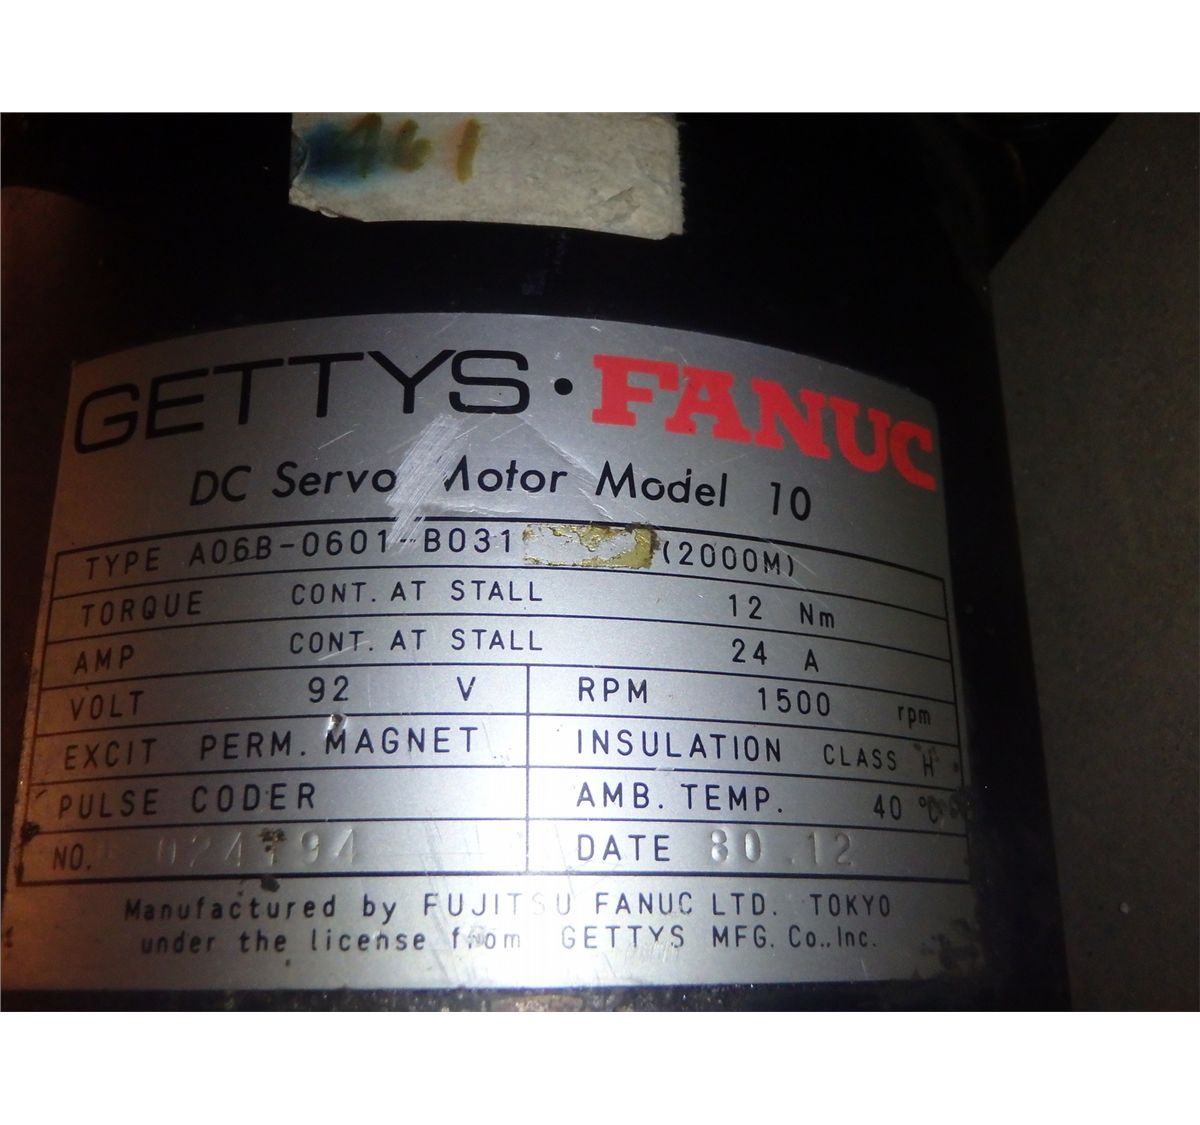 GETTYS · FANUC
DC Servo Motor Model 10
TYPE A06B-0601-B031 (2000M)
TORQUE CONT. AT STALL 12 Nm
AMP CONT. AT STALL 24 A
VOLT 92 V RPM 1500 rpm
EXCIT PERM. MAGNET INSULATION CLASS H
PULSE CODER AMB. TEMP. 40 °C
NO. DATE 80.12
Manufactured by FUJITSU FANUC LTD. TOKYO
under the license from GETTYS MFG. Co., Inc.